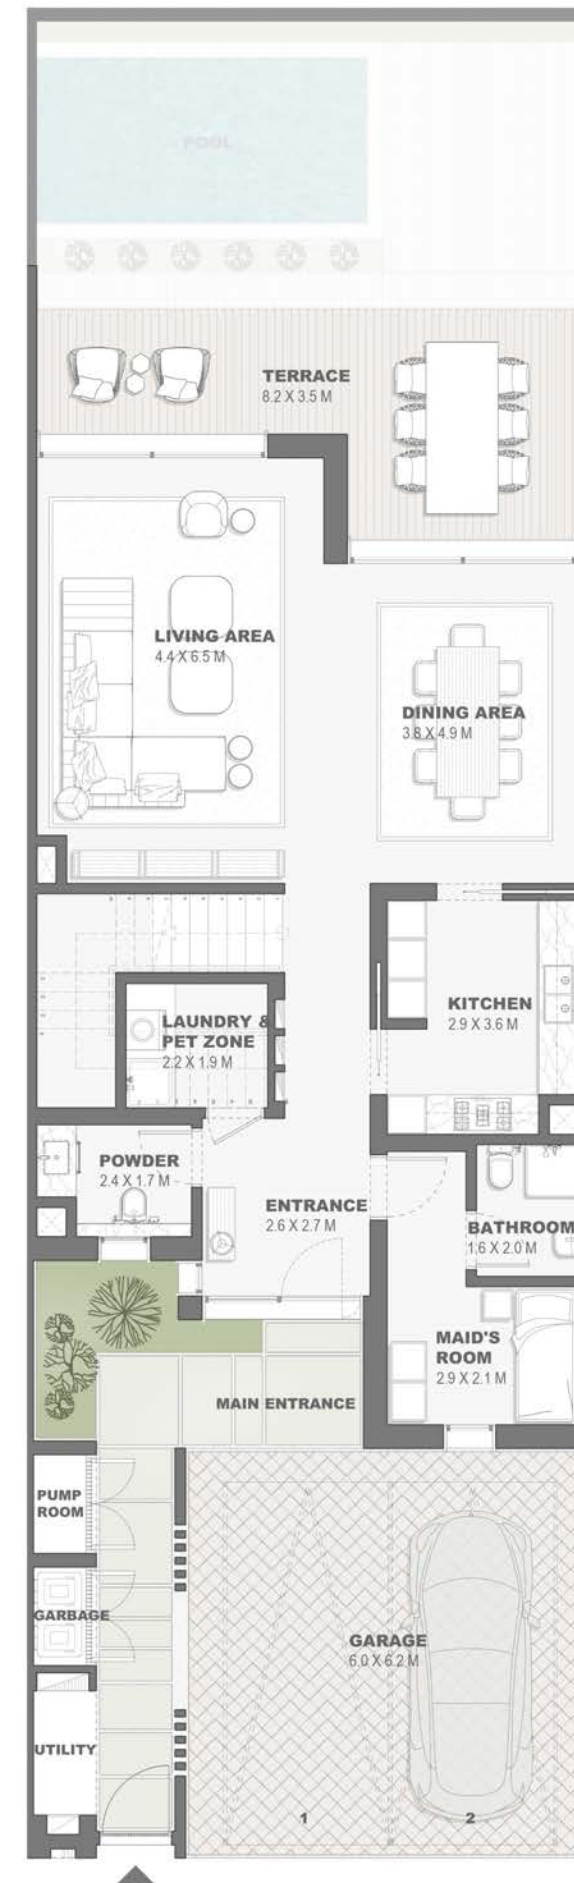 POOL
TERRACE
8.2 X 3.5 M
LIVING AREA
4.4 X 6.5 M
DINING AREA
3.8 X 4.9 M
KITCHEN
2.9 X 3.6 M
LAUNDRY &
PET ZONE
2.2 X 1.9 M
POWDER
2.4 X 1.7 M
ENTRANCE
2.6 X 2.7 M
BATHROOM
1.6 X 2.0 M
MAID'S
ROOM
2.9 X 2.1 M
MAIN ENTRANCE
PUMP
ROOM
GARBAGE
GARAGE
6.0 X 6.2 M
UTILITY
1
2